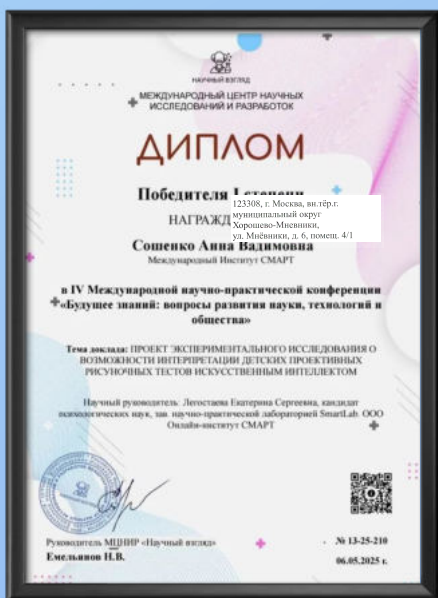 НАУЧНЫЙ ВЗГЛЯД
МЕЖДУНАРОДНЫЙ ЦЕНТР НАУЧНЫХ
ИССЛЕДОВАНИЙ И РАЗРАБОТОК
ДИПЛОМ
Победителя I степени
НАГРАЖД
123308, г. Москва, вн.тёр.г.
муниципальный округ
Хорошево-Мневники,
ул. Мнёвники, д. 6, помещ. 4/1
Сошенко Анна Вадимовна
Международный Институт СМАРТ
в IV Международной научно-практической конференции
«Будущее знаний: вопросы развития науки, технологий и
общества»
Тема доклада: ПРОЕКТ ЭКСПЕРИМЕНТАЛЬНОГО ИССЛЕДОВАНИЯ О
ВОЗМОЖНОСТИ ИНТЕРПРЕТАЦИИ ДЕТСКИХ ПРОЕКТИВНЫХ
РИСУНОЧНЫХ ТЕСТОВ ИСКУССТВЕННЫМ ИНТЕЛЛЕКТОМ
Научный руководитель: Легостаева Екатерина Сергеевна, кандидат
психологических наук, зав. научно-практической лабораторией SmartLab ООО
Онлайн-институт СМАРТ
Руководитель МЦНИР «Научный взгляд»
Емельянов Н.В.
№ 13-25-210
06.05.2025 г.